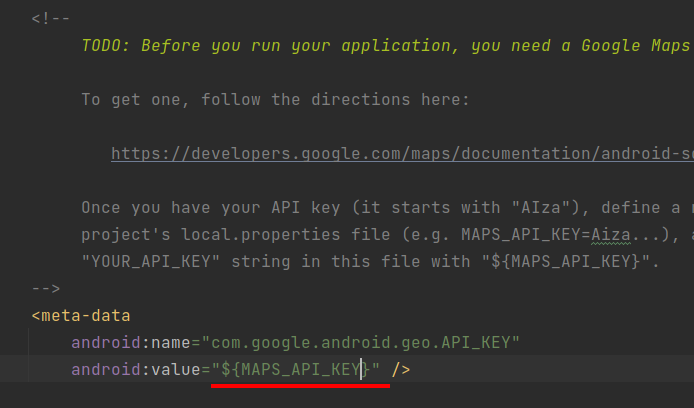 <!--
TODO: Before you run your application, you need a Google Maps
To get one, follow the directions here:
https://developers.google.com/maps/documentation/android-s
Once you have your API key (it starts with "AIza"), define a
project's local.properties file (e.g. MAPS_API_KEY=Aiza...), a
"YOUR_API_KEY" string in this file with "${MAPS_API_KEY}".
-->
<meta-data
android:name="com.google.android.geo.API_KEY"
android:value="${MAPS_API_KEY}" />